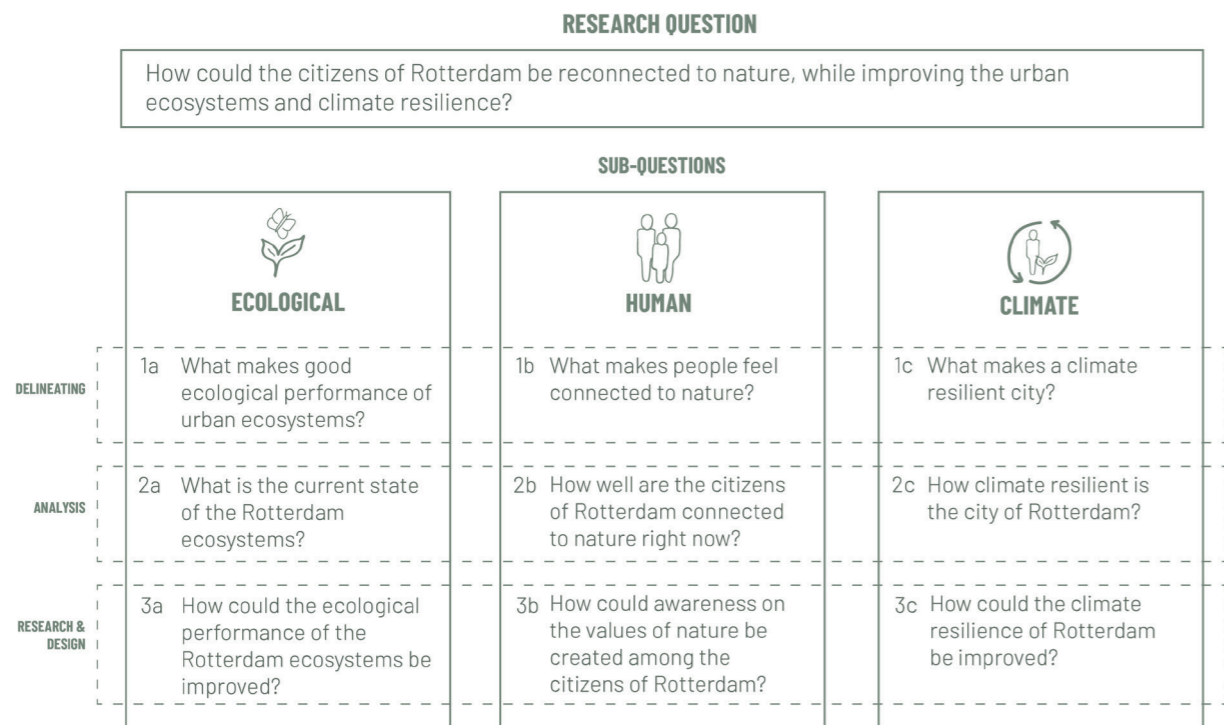 RESEARCH QUESTION
How could the citizens of Rotterdam be reconnected to nature, while improving the urban
ecosystems and climate resilience?
SUB-QUESTIONS
ECOLOGICAL
HUMAN
CLIMATE
DELINEATING
1a What makes good
ecological performance of
urban ecosystems?
1b What makes people feel
connected to nature?
1c What makes a climate
resilient city?
ANALYSIS
2a What is the current state
of the Rotterdam
ecosystems?
2b How well are the citizens
of Rotterdam connected
to nature right now?
2c How climate resilient is
the city of Rotterdam?
RESEARCH &
DESIGN
3a How could the ecological
performance of the
Rotterdam ecosystems be
improved?
3b How could awareness on
the values of nature be
created among the
citizens of Rotterdam?
3c How could the climate
resilience of Rotterdam
be improved?